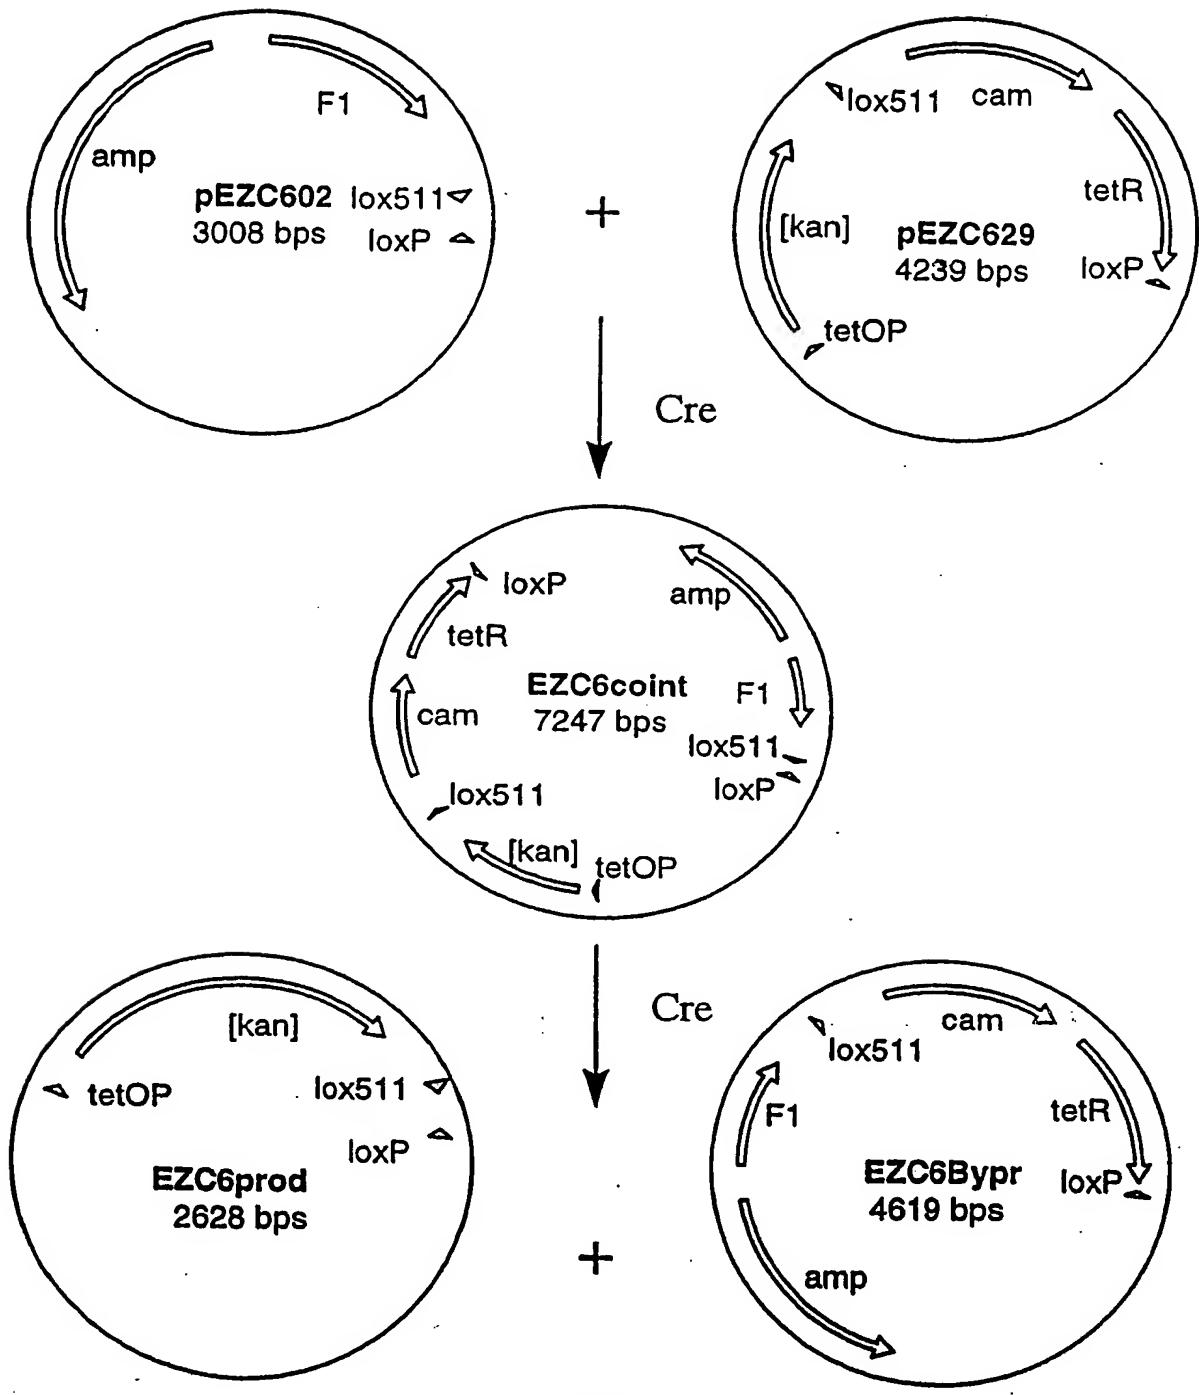 F1
amp
pEZC602
3008 bps
lox511
loxP
+
lox511
cam
tetR
[kan]
pEZC629
4239 bps
loxP
tetOP
Cre
loxP
amp
tetR
EZC6coint
7247 bps
F1
cam
lox511
loxP
lox511
[kan]
tetOP
Cre
[kan]
tetOP
lox511
loxP
EZC6prod
2628 bps
+
cam
lox511
F1
tetR
EZC6Bypr
4619 bps
loxP
amp